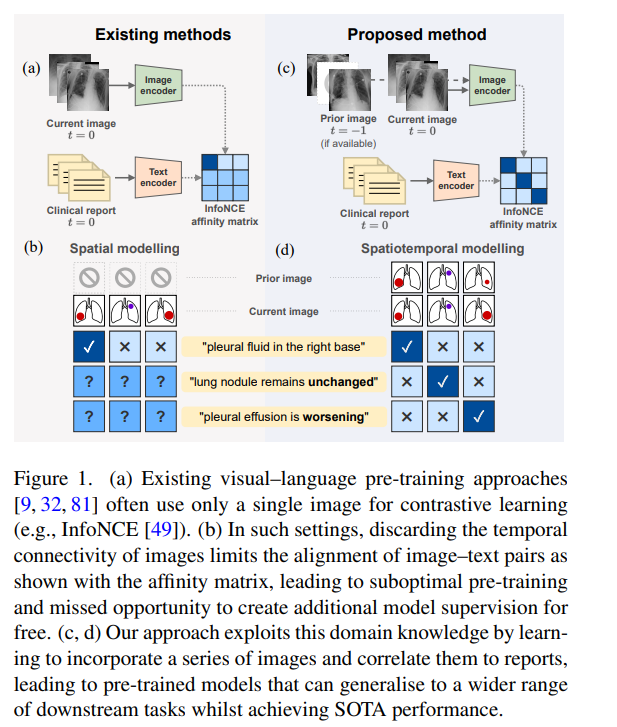 Existing methods
Proposed method
(a)
Image
encoder
Current image
t = 0
Text
encoder
Clinical report
t = 0
InfoNCE
affinity matrix
(c)
Image
encoder
Prior image
t = −1
(if available)
Current image
t = 0
Text
encoder
Clinical report
t = 0
InfoNCE
affinity matrix
(b)
Spatial modelling
(d)
Spatiotemporal modelling
Prior image
Current image
✓ × × "pleural fluid in the right base" ✓ × ×
? ? ? "lung nodule remains unchanged" × ✓ ×
? ? ? "pleural effusion is worsening" × × ✓
Figure 1. (a) Existing visual–language pre-training approaches
[9, 32, 81] often use only a single image for contrastive learning
(e.g., InfoNCE [49]). (b) In such settings, discarding the temporal
connectivity of images limits the alignment of image–text pairs as
shown with the affinity matrix, leading to suboptimal pre-training
and missed opportunity to create additional model supervision for
free. (c, d) Our approach exploits this domain knowledge by learn-
ing to incorporate a series of images and correlate them to reports,
leading to pre-trained models that can generalise to a wider range
of downstream tasks whilst achieving SOTA performance.